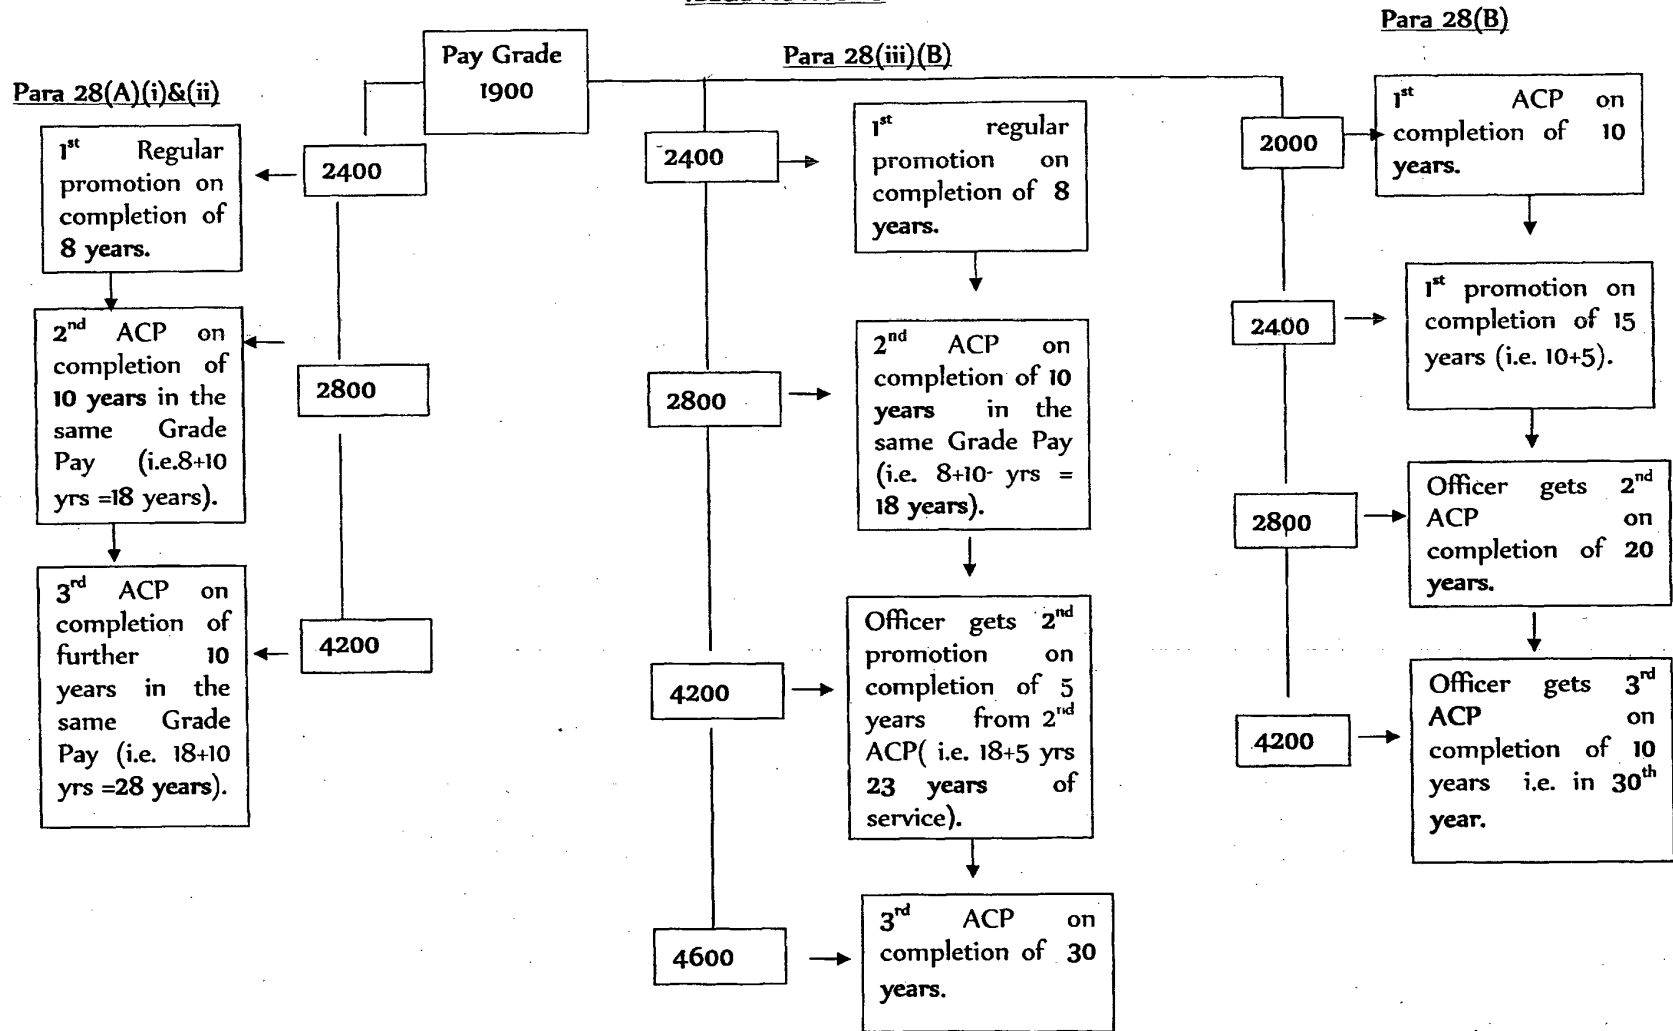 Pay Grade
1900
Para 28(A)(i)&(ii)
2400
1st Regular
promotion on
completion of
8 years.
2800
2nd ACP on
completion of
10 years in the
same Grade
Pay (i.e.8+10
yrs =18 years).
4200
3rd ACP on
completion of
further 10
years in the
same Grade
Pay (i.e. 18+10
yrs =28 years).
Para 28(iii)(B)
2400
1st regular
promotion on
completion of 8
years.
2800
2nd ACP on
completion of 10
years in the
same Grade Pay
(i.e. 8+10- yrs =
18 years).
4200
Officer gets 2nd
promotion on
completion of 5
years from 2nd
ACP( i.e. 18+5 yrs
23 years of
service).
4600
3rd ACP on
completion of 30
years.
Para 28(B)
2000
1st ACP on
completion of 10
years.
2400
1st promotion on
completion of 15
years (i.e. 10+5).
2800
Officer gets 2nd
ACP on
completion of 20
years.
4200
Officer gets 3rd
ACP on
completion of 10
years i.e. in 30th
year.